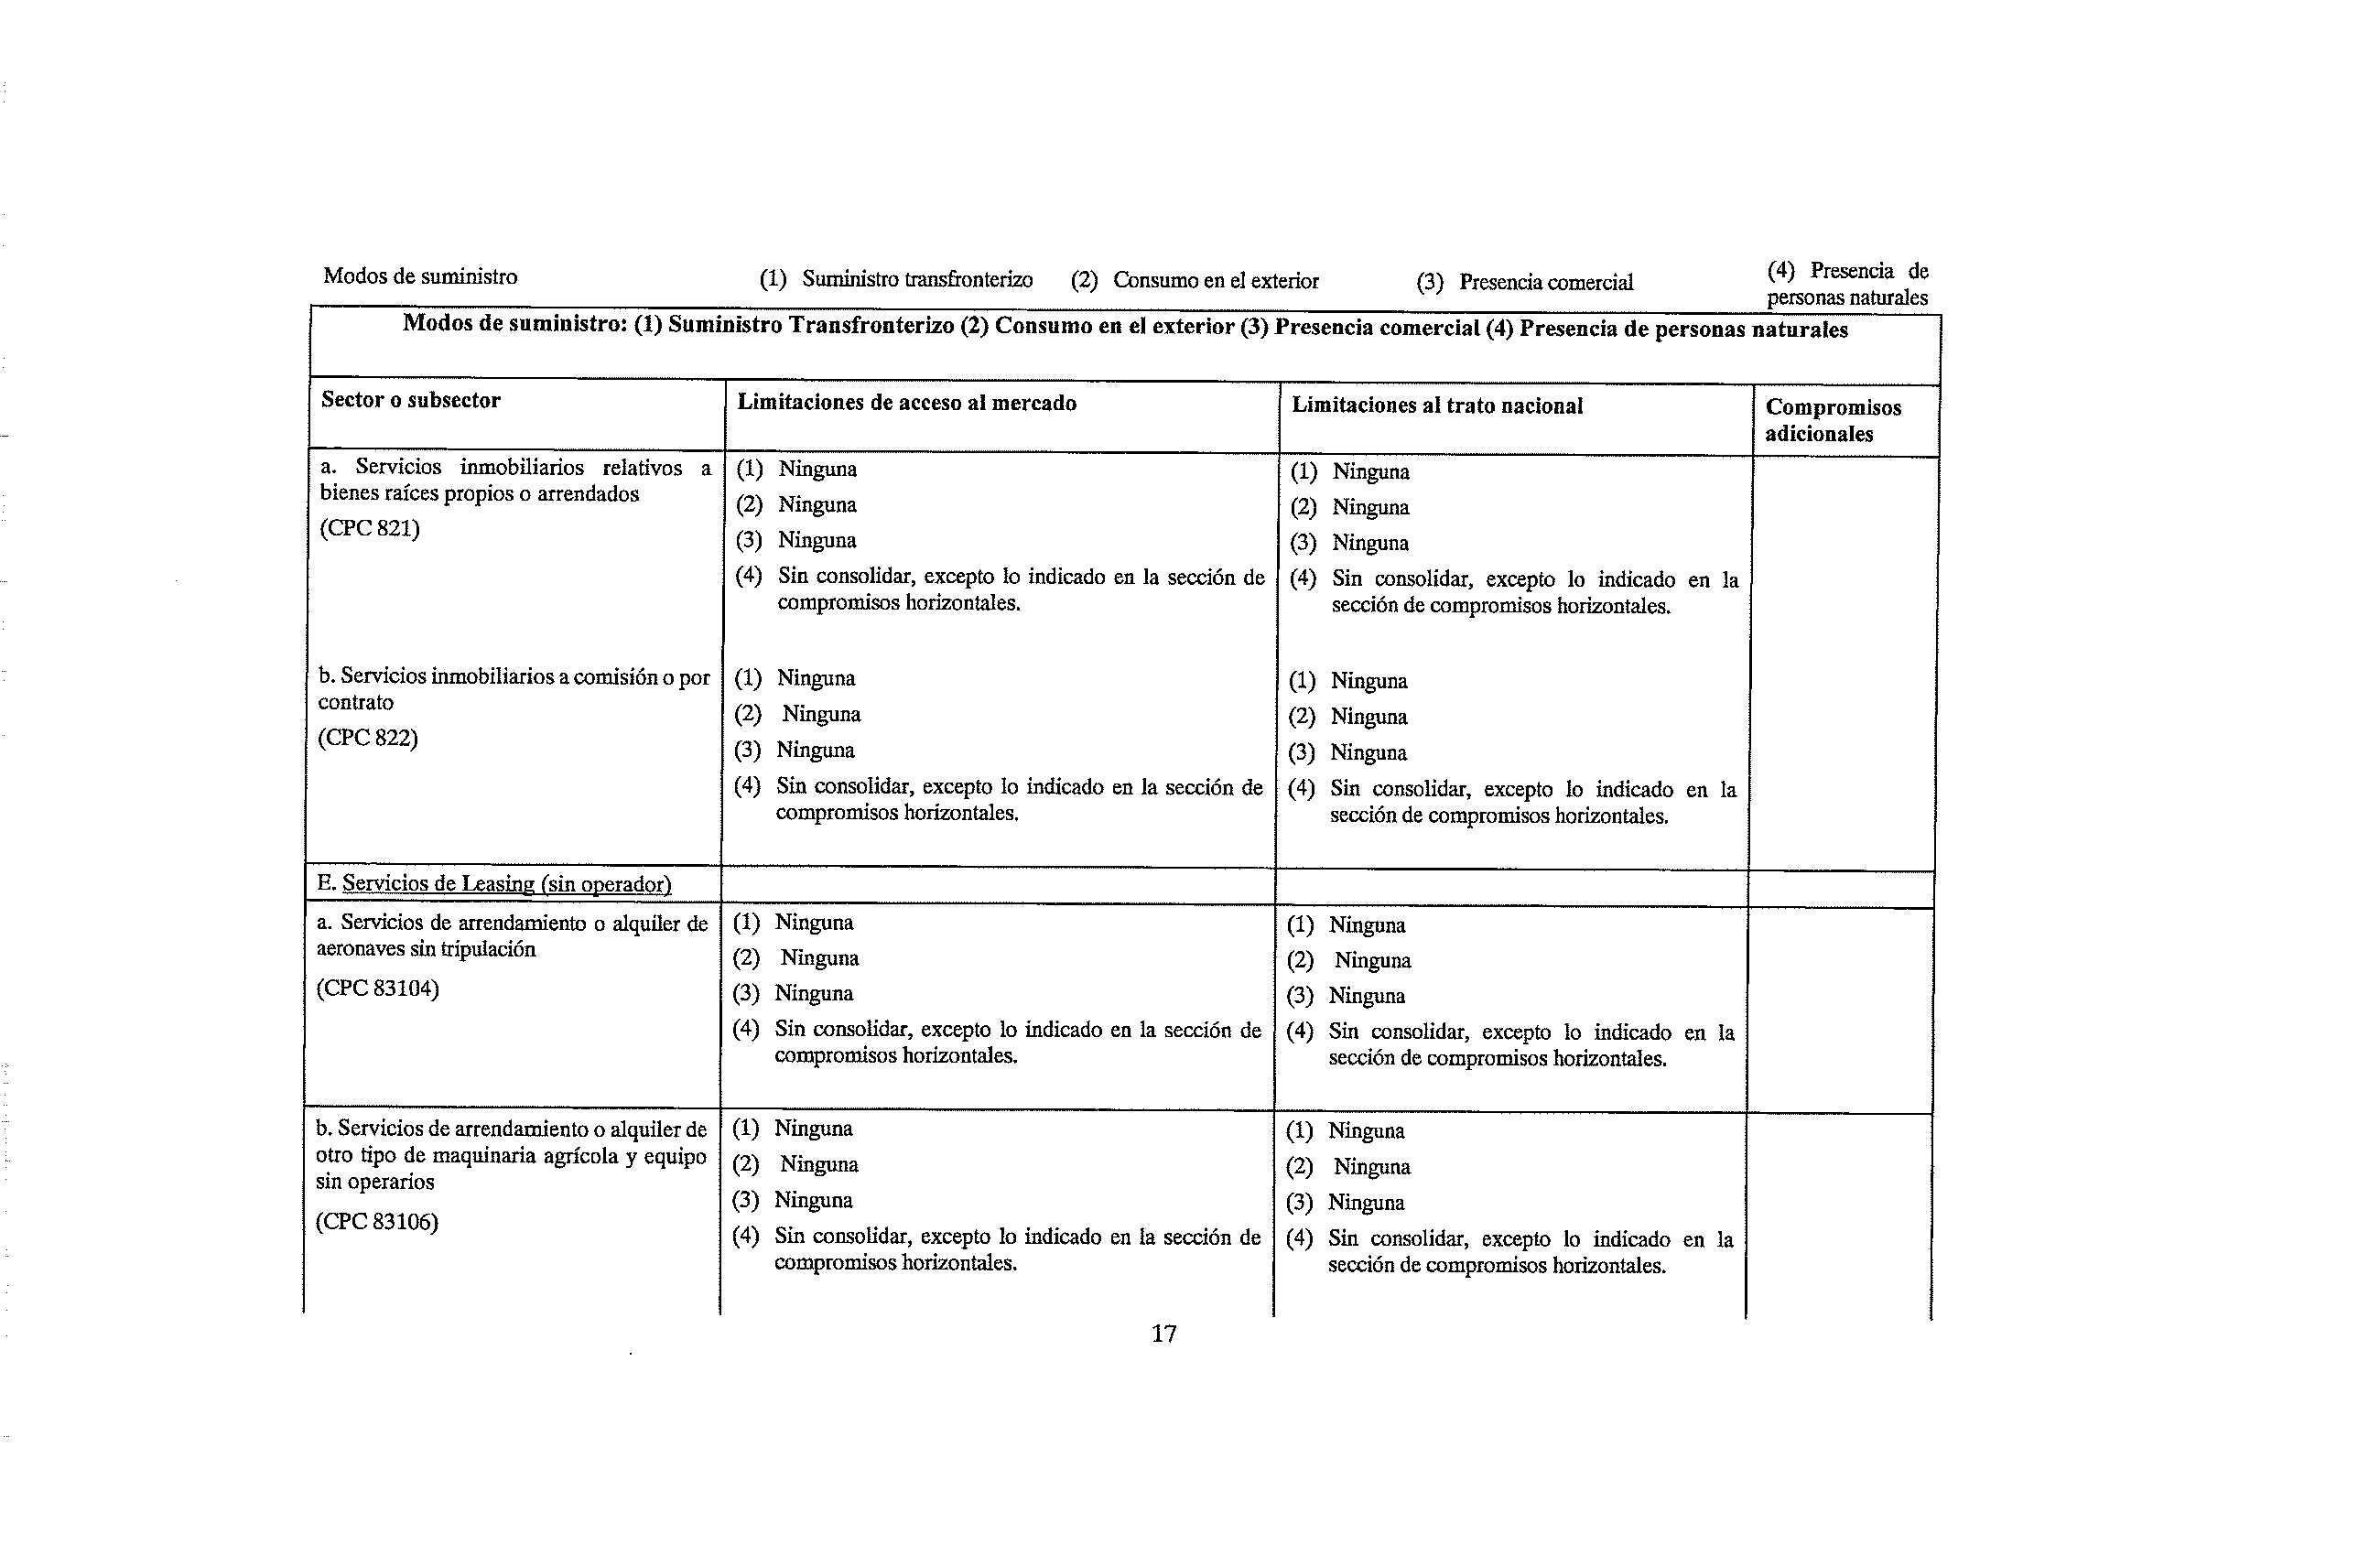 Modos de suministro (1) Suministro transfronterizo (2) Consumo en el exterior (3) Presencia comercial (4) Presencia de personas naturales
Modos de suministro: (1) Suministro Transfronterizo (2) Consumo en el exterior (3) Presencia comercial (4) Presencia de personas naturales
Sector o subsector
Limitaciones de acceso al mercado
Limitaciones al trato nacional
Compromisos
adicionales
a. Servicios inmobiliarios relativos a
bienes raíces propios o arrendados
(CPC 821)
(1) Ninguna
(2) Ninguna
(3) Ninguna
(4) Sin consolidar, excepto lo indicado en la sección de
compromisos horizontales.
(1) Ninguna
(2) Ninguna
(3) Ninguna
(4) Sin consolidar, excepto lo indicado en la
sección de compromisos horizontales.
b. Servicios inmobiliarios a comisión o por
contrato
(CPC 822)
(1) Ninguna
(2) Ninguna
(3) Ninguna
(4) Sin consolidar, excepto lo indicado en la sección de
compromisos horizontales.
(1) Ninguna
(2) Ninguna
(3) Ninguna
(4) Sin consolidar, excepto lo indicado en la
sección de compromisos horizontales.
E. Servicios de Leasing (sin operador)
a. Servicios de arrendamiento o alquiler de
aeronaves sin tripulación
(CPC 83104)
(1) Ninguna
(2) Ninguna
(3) Ninguna
(4) Sin consolidar, excepto lo indicado en la sección de
compromisos horizontales.
(1) Ninguna
(2) Ninguna
(3) Ninguna
(4) Sin consolidar, excepto lo indicado en la
sección de compromisos horizontales.
b. Servicios de arrendamiento o alquiler de
otro tipo de maquinaria agrícola y equipo
sin operarios
(CPC 83106)
(1) Ninguna
(2) Ninguna
(3) Ninguna
(4) Sin consolidar, excepto lo indicado en la sección de
compromisos horizontales.
(1) Ninguna
(2) Ninguna
(3) Ninguna
(4) Sin consolidar, excepto lo indicado en la
sección de compromisos horizontales.
17